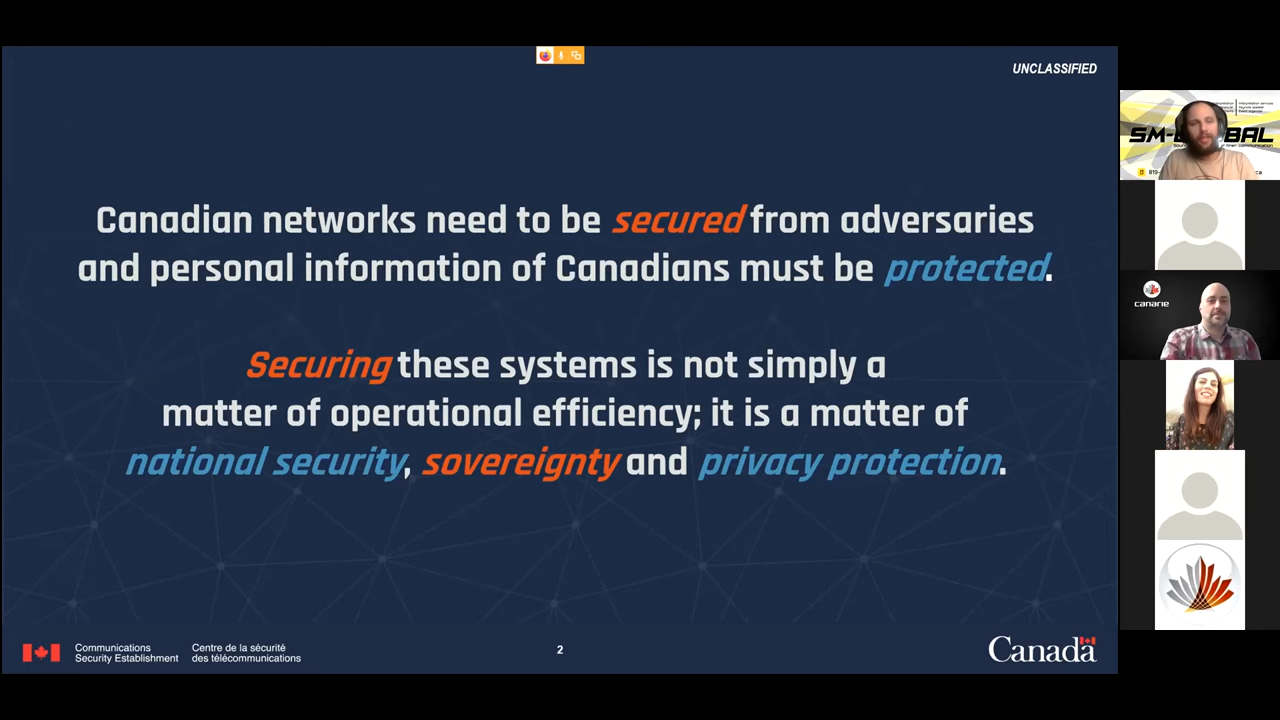 UNCLASSIFIED
Canadian networks need to be secured from adversaries
and personal information of Canadians must be protected.
Securing these systems is not simply a
matter of operational efficiency; it is a matter of
national security, sovereignty and privacy protection.
Communications
Security Establishment
Centre de la sécurité
des télécommunications
2
Canada
canarie